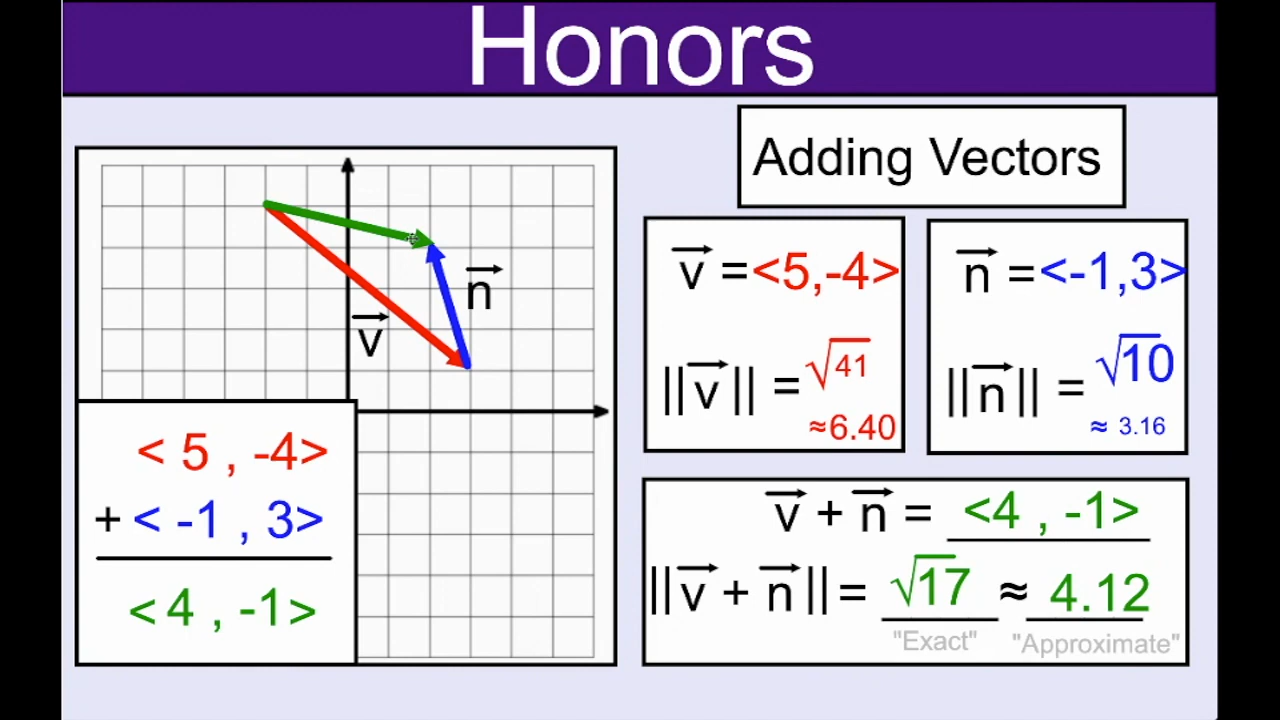 Honors
Adding Vectors
v
n
v = <5,-4>
||v|| = √41
≈6.40
n = <-1,3>
||n|| = √10
≈ 3.16
< 5 , -4>
+ < -1 , 3>
< 4 , -1>
v + n = <4 , -1>
||v + n|| = √17 ≈ 4.12
"Exact" "Approximate"